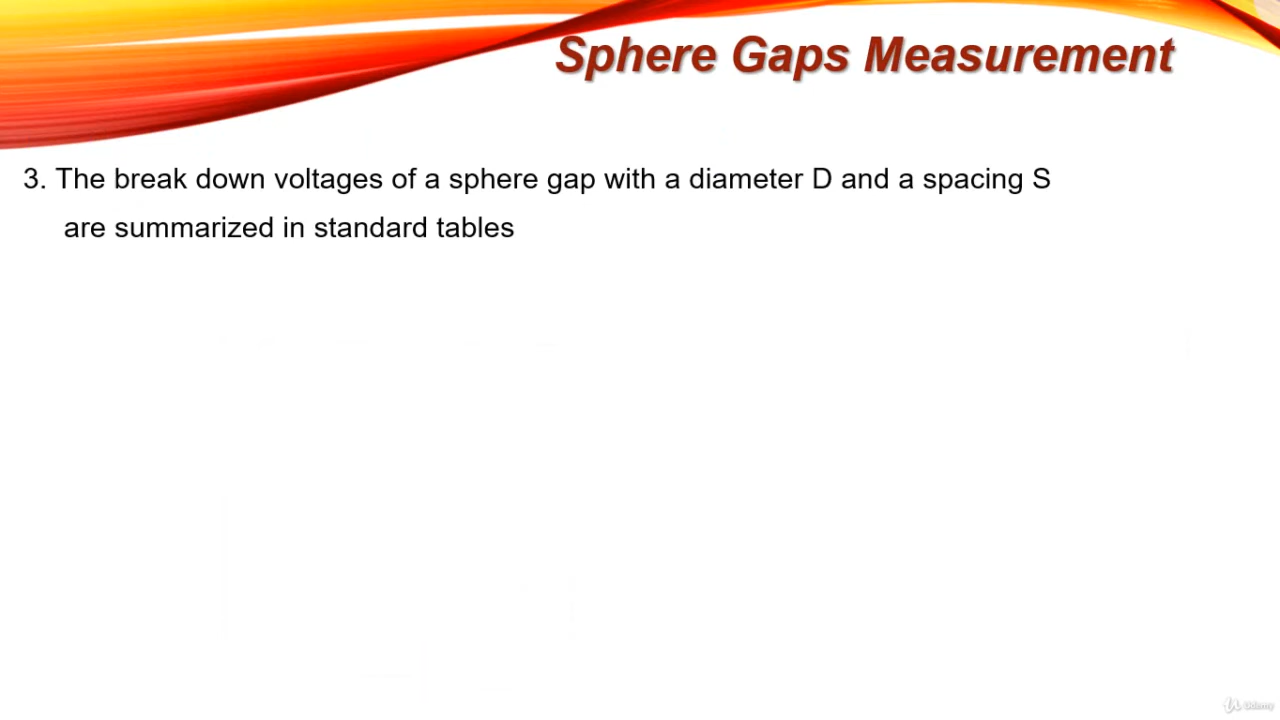 Sphere Gaps Measurement
3. The break down voltages of a sphere gap with a diameter D and a spacing S
are summarized in standard tables
Udemy